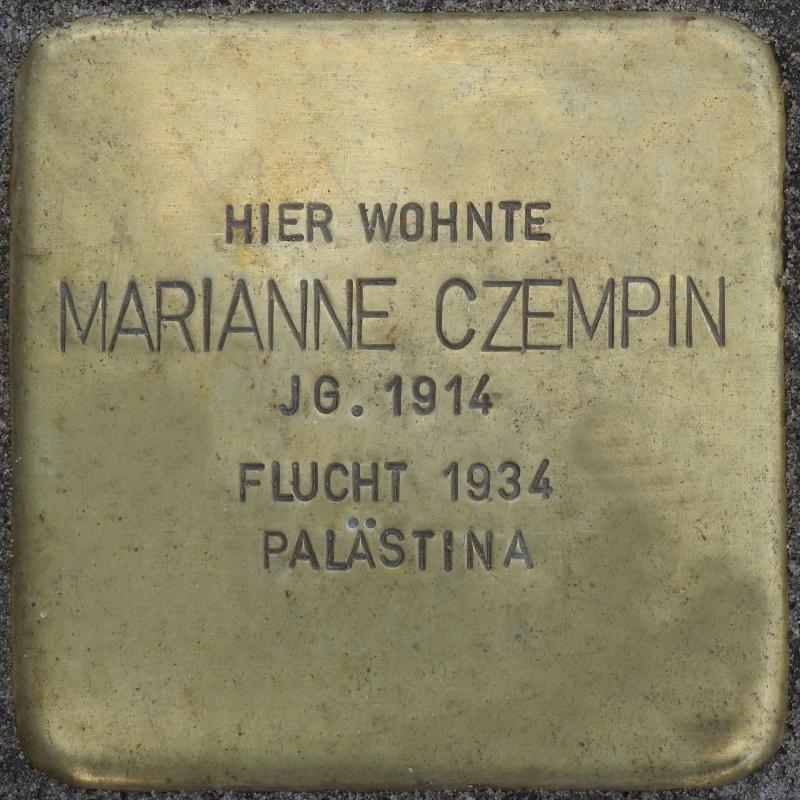 HIER WOHNTE
MARIANNE CZEMPIN
JG. 1914
FLUCHT 1934
PALÄSTINA